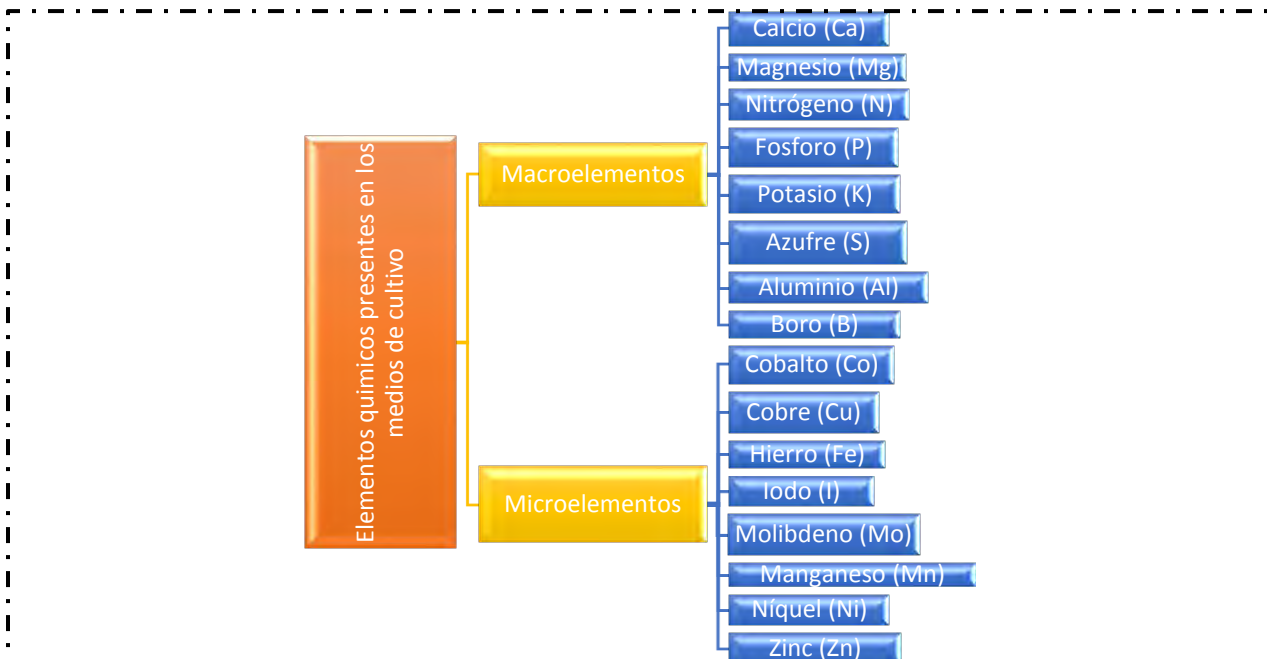 Elementos quimicos presentes en los
medios de cultivo
Macroelementos
Calcio (Ca)
Magnesio (Mg)
Nitrógeno (N)
Fosforo (P)
Potasio (K)
Azufre (S)
Aluminio (Al)
Boro (B)
Microelementos
Cobalto (Co)
Cobre (Cu)
Hierro (Fe)
Iodo (I)
Molibdeno (Mo)
Manganeso (Mn)
Níquel (Ni)
Zinc (Zn)